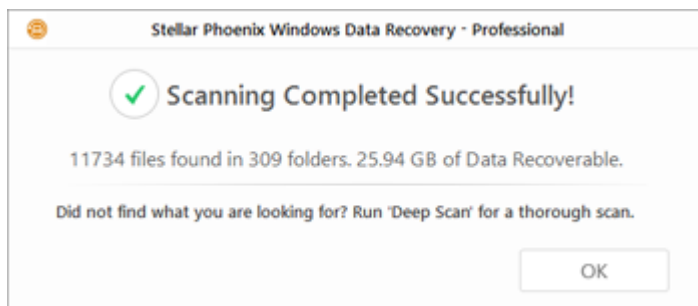 Stellar Phoenix Windows Data Recovery - Professional
Scanning Completed Successfully!
11734 files found in 309 folders. 25.94 GB of Data Recoverable.
Did not find what you are looking for? Run 'Deep Scan' for a thorough scan.
OK